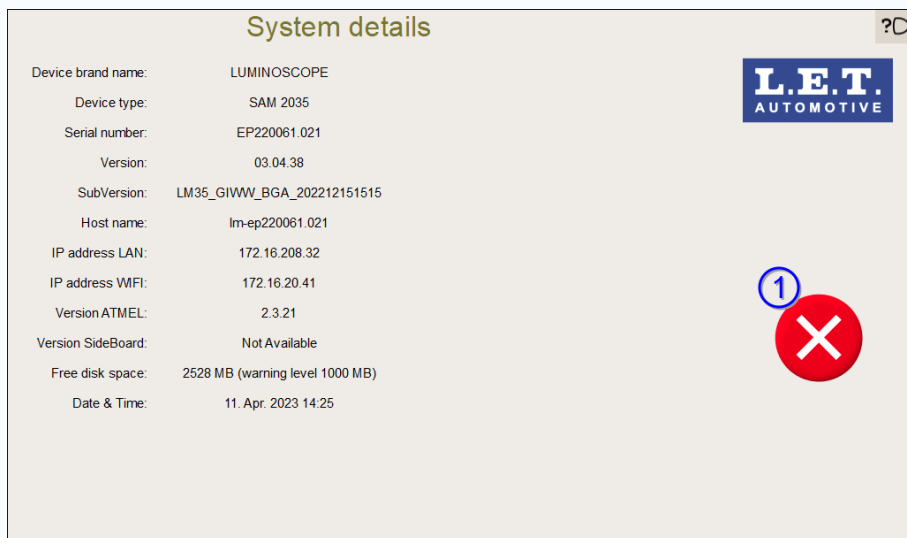 System details
?
Device brand name: LUMINOSCOPE
Device type: SAM 2035
Serial number: EP220061.021
Version: 03.04.38
SubVersion: LM35_GIWW_BGA_202212151515
Host name: lm-ep220061.021
IP address LAN: 172.16.208.32
IP address WIFI: 172.16.20.41
Version ATMEL: 2.3.21
Version SideBoard: Not Available
Free disk space: 2528 MB (warning level 1000 MB)
Date & Time: 11. Apr. 2023 14:25
L.E.T.
AUTOMOTIVE
1